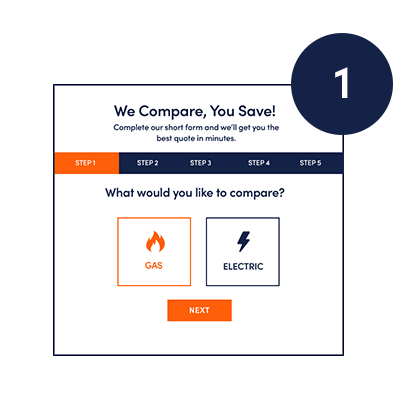 1
We Compare, You Save!
Complete our short form and we'll get you the
best quote in minutes.
STEP 1 STEP 2 STEP 3 STEP 4 STEP 5
What would you like to compare?
GAS ELECTRIC
NEXT